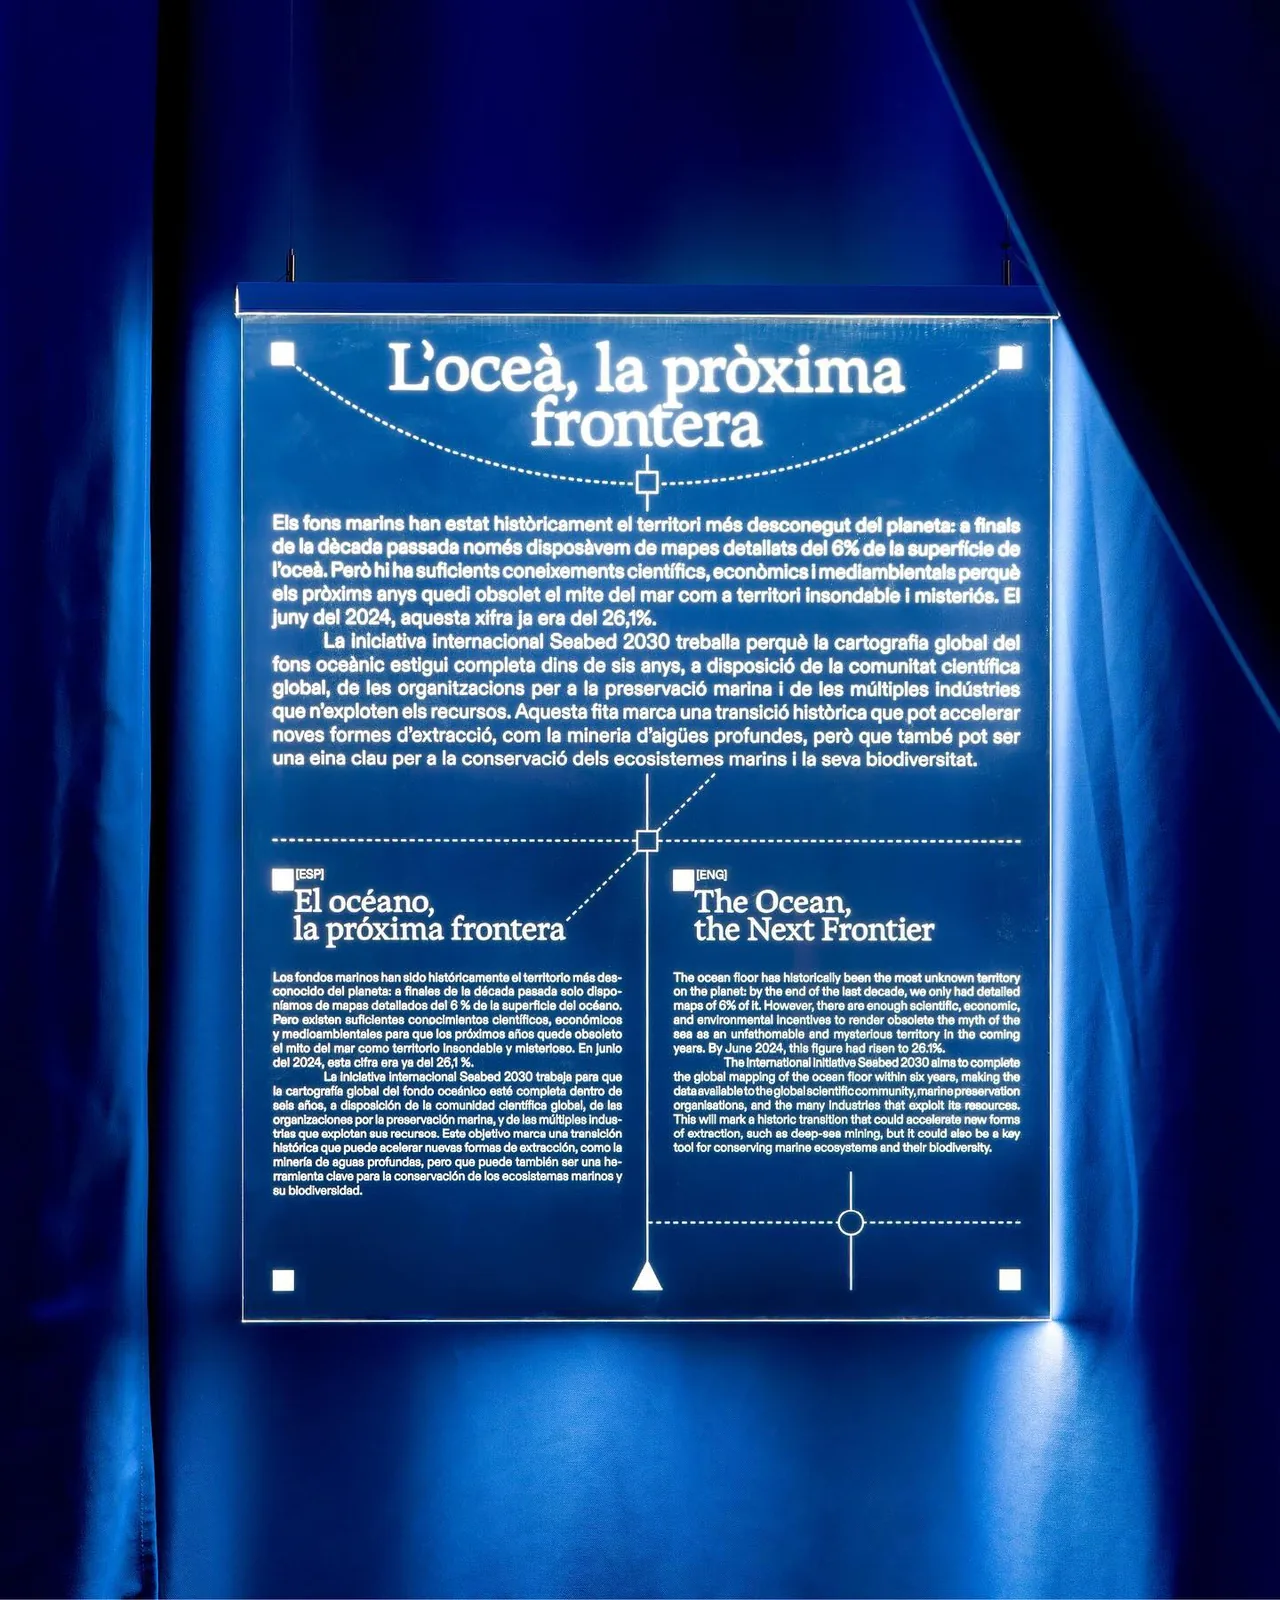 L'oceà, la pròxima
frontera
Els fons marins han estat històricament el territori més desconegut del planeta: a finals
de la dècada passada només disposàvem de mapes detallats del 6% de la superfície de
l'oceà. Però hi ha suficients coneixements científics, econòmics i mediambientals perquè
els pròxims anys quedi obsolet el mite del mar com a territori insondable i misteriós. El
juny del 2024, aquesta xifra ja era del 26,1%.
La iniciativa internacional Seabed 2030 treballa perquè la cartografia global del
fons oceànic estigui completa dins de sis anys, a disposició de la comunitat científica
global, de les organitzacions per a la preservació marina i de les múltiples indústries
que n'exploten els recursos. Aquesta fita marca una transició històrica que pot accelerar
noves formes d'extracció, com la mineria d'aigües profundes, però que també pot ser
una eina clau per a la conservació dels ecosistemes marins i la seva biodiversitat.
[ESP]
El océano,
la próxima frontera
Los fondos marinos han sido históricamente el territorio más des-
conocido del planeta: a finales de la década pasada solo dispo-
níamos de mapas detallados del 6 % de la superficie del océano.
Pero existen suficientes conocimientos científicos, económicos
y medioambientales para que los próximos años quede obsoleto
el mito del mar como territorio insondable y misterioso. En junio
del 2024, esta cifra era ya del 26,1 %.
La iniciativa internacional Seabed 2030 trabaja para que
la cartografía global del fondo oceánico esté completa dentro de
seis años, a disposición de la comunidad científica global, de las
organizaciones por la preservación marina, y de las múltiples indus-
trias que explotan sus recursos. Este objetivo marca una transición
histórica que puede acelerar nuevas formas de extracción, como la
minería de aguas profundas, pero que puede también ser una he-
rramienta clave para la conservación de los ecosistemas marinos y
su biodiversidad.
[ENG]
The Ocean,
the Next Frontier
The ocean floor has historically been the most unknown territory
on the planet: by the end of the last decade, we only had detailed
maps of 6% of it. However, there are enough scientific, economic,
and environmental incentives to render obsolete the myth of the
sea as an unfathomable and mysterious territory in the coming
years. By June 2024, this figure had risen to 26.1%.
The international initiative Seabed 2030 aims to complete
the global mapping of the ocean floor within six years, making the
data available to the global scientific community, marine preservation
organisations, and the many industries that exploit its resources.
This will mark a historic transition that could accelerate new forms
of extraction, such as deep-sea mining, but it could also be a key
tool for conserving marine ecosystems and their biodiversity.